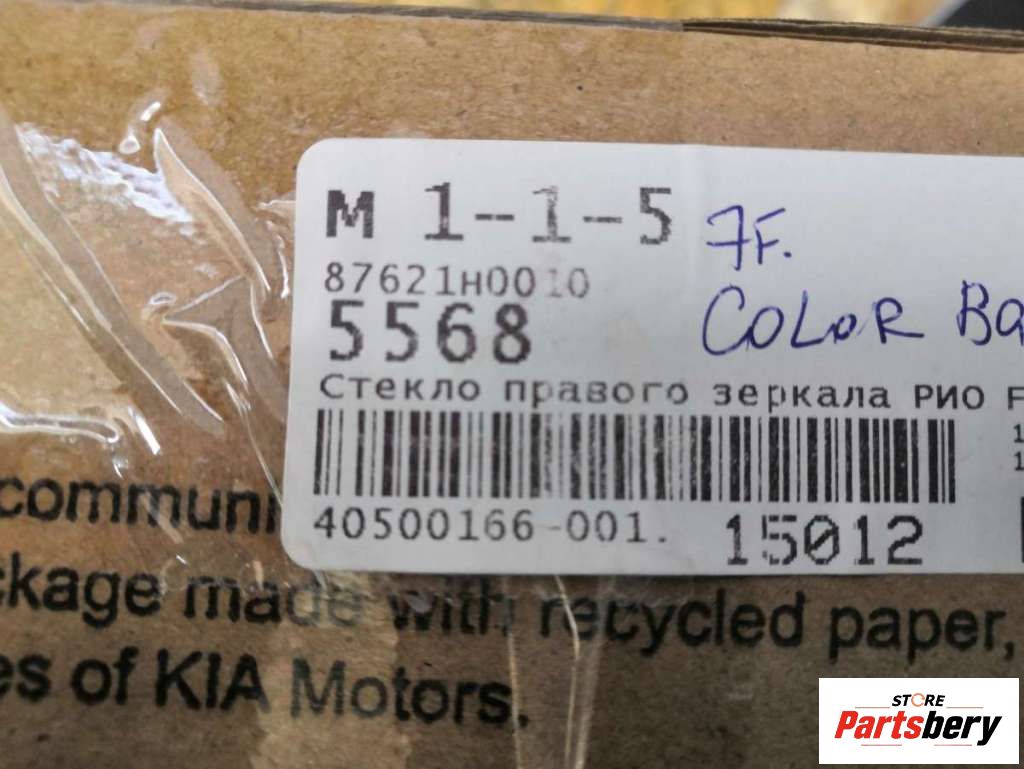 M 1-1-5
7F.
87621H0010
5568
COLOR
Стекло правого зеркала РИО F
40500166-001.
15012
communi
ckage made with recycled paper,
es of KIA Motors.
STORE
Partsbery